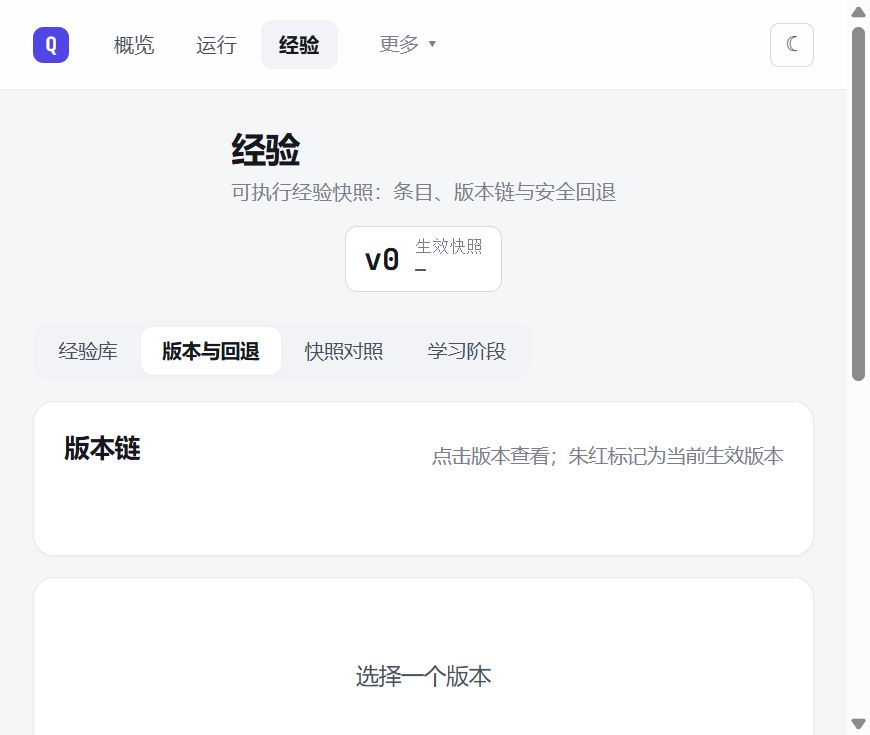 Q 概览 运行 经验 更多 ▾
经验
可执行经验快照：条目、版本链与安全回退
v0 生效快照
–
经验库 版本与回退 快照对照 学习阶段
版本链 点击版本查看；朱红标记为当前生效版本
选择一个版本